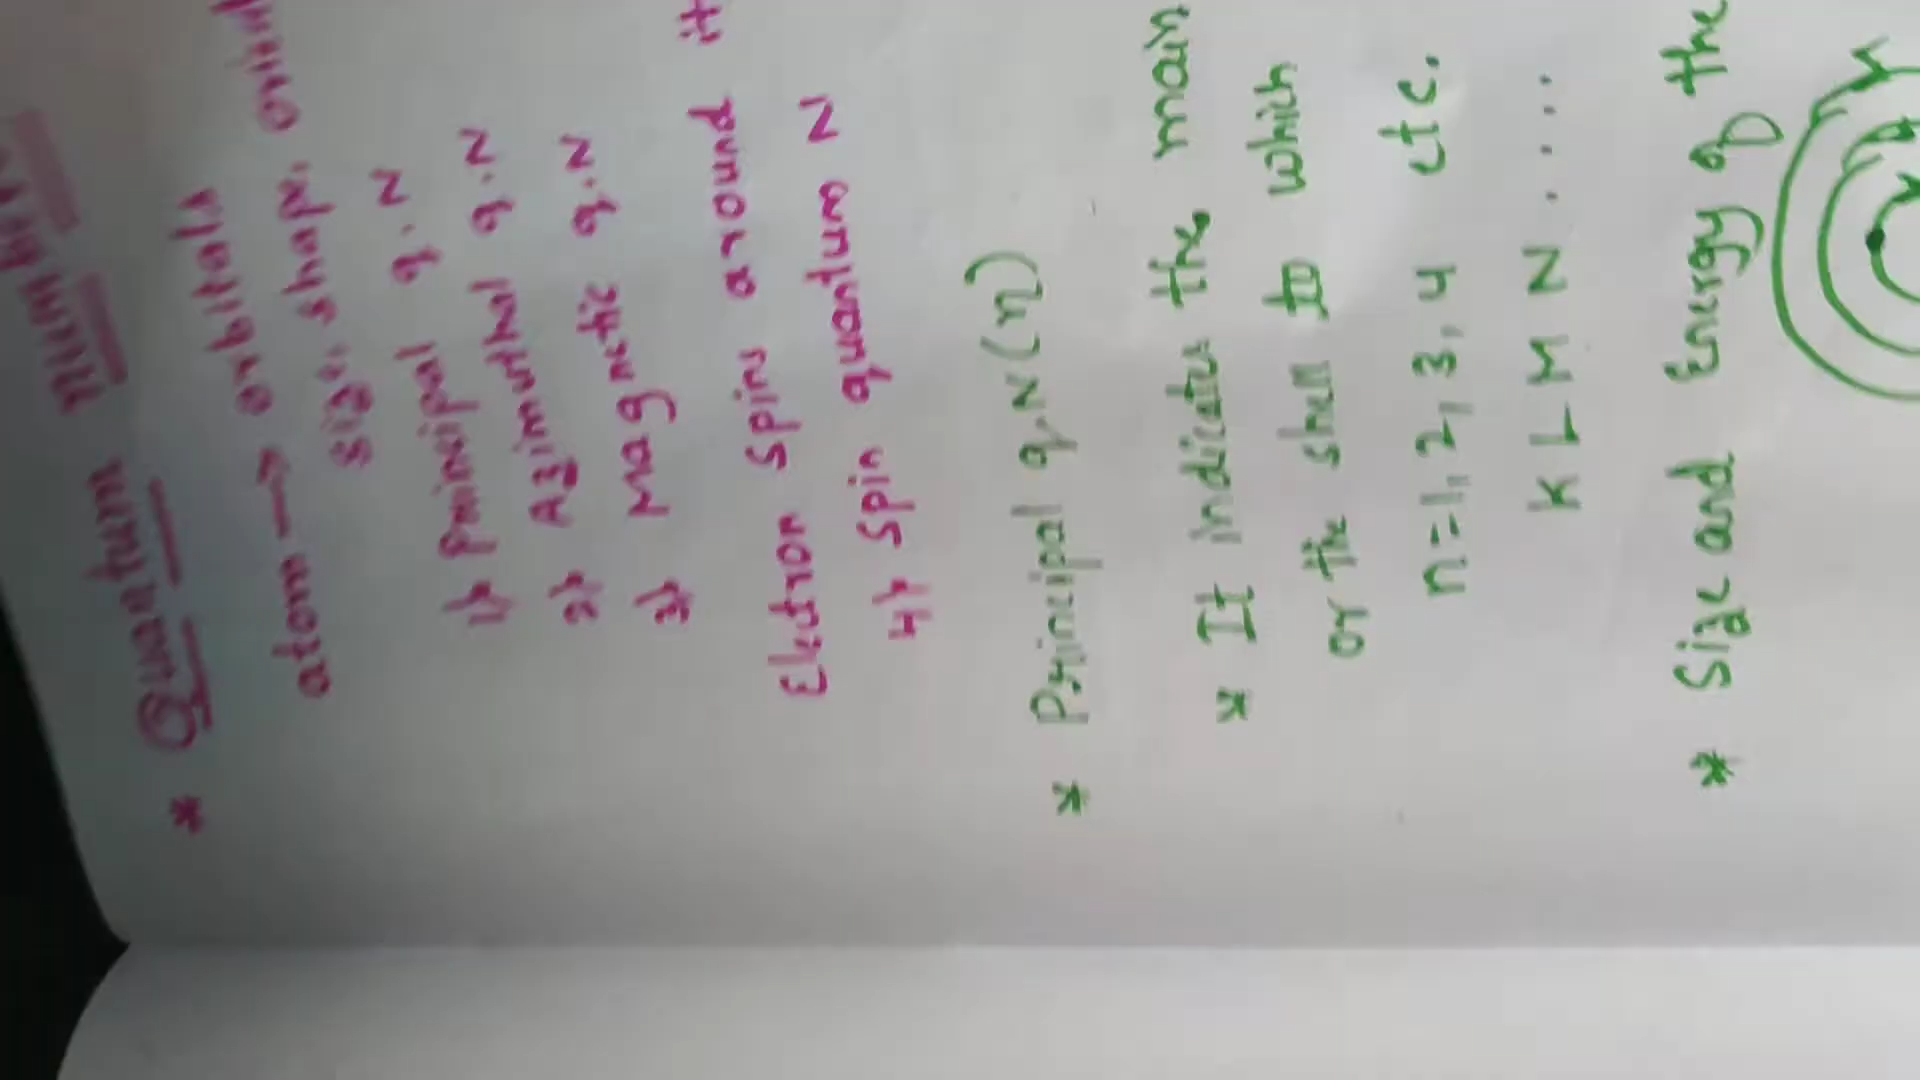 * Quantum Number
atom → orbitals
size, shape,
1) Principal q.N
2) Azimuthal q.N
3) Magnetic q.N
Electron spins around it
4) spin quantum N
* Principal q N (n)
* It indicates the main
or the shell to which
n=1, 2, 3, 4 etc.
K L M N.....
* Size and Energy of the